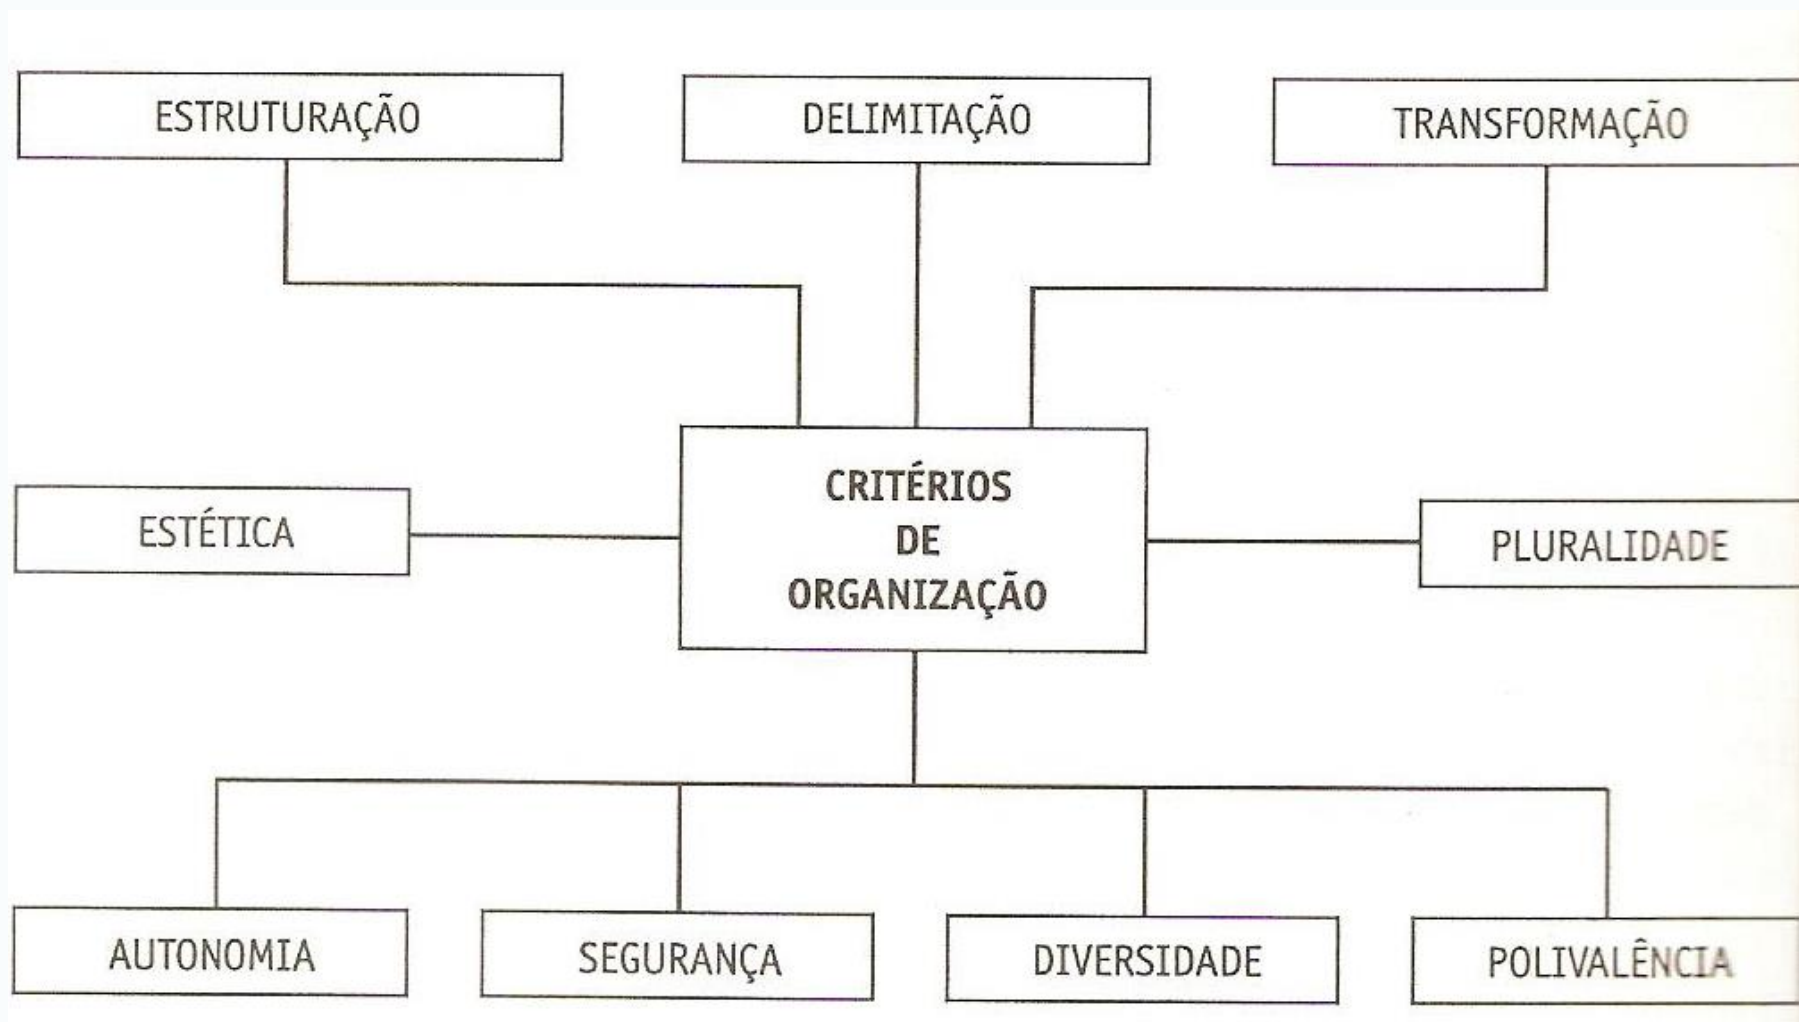 ESTRUTURAÇÃO
DELIMITAÇÃO
TRANSFORMAÇÃO
CRITÉRIOS
DE
ORGANIZAÇÃO
ESTÉTICA
PLURALIDADE
AUTONOMIA
SEGURANÇA
DIVERSIDADE
POLIVALÊNCIA